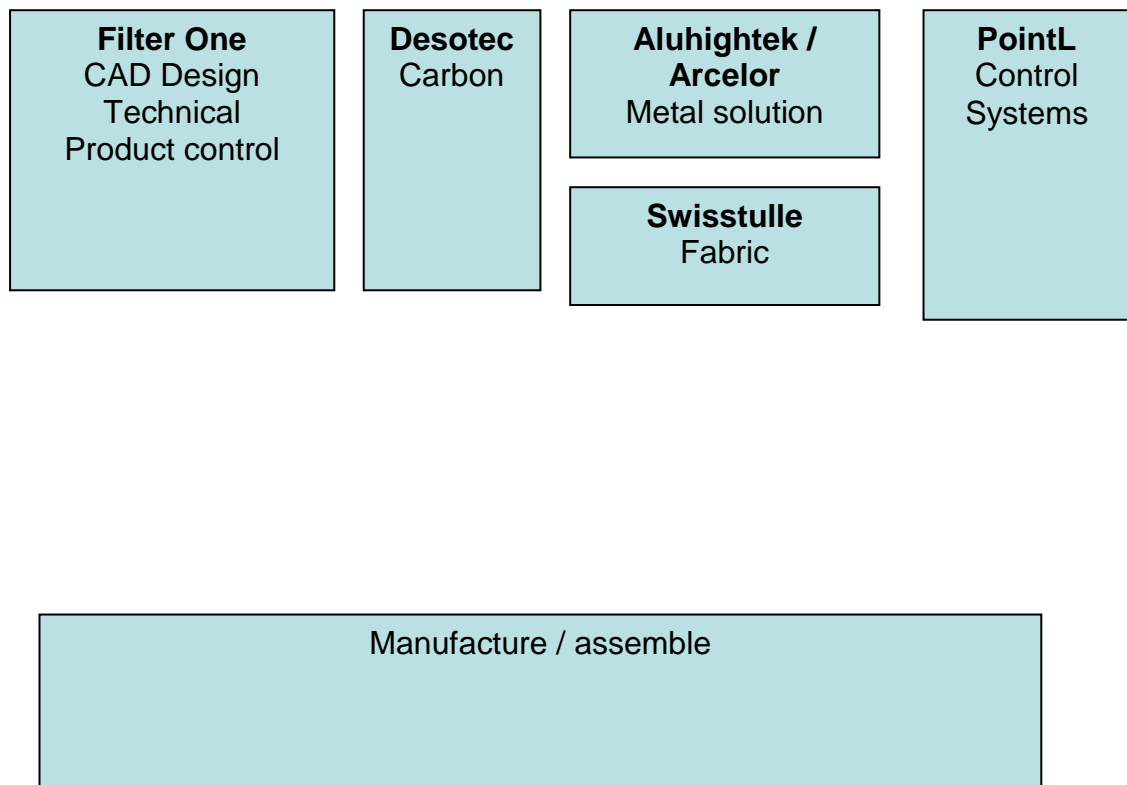 Filter One
CAD Design
Technical
Product control
Desotec
Carbon
Aluhightek /
Arcelor
Metal solution
Swisstulle
Fabric
PointL
Control
Systems
Manufacture / assemble